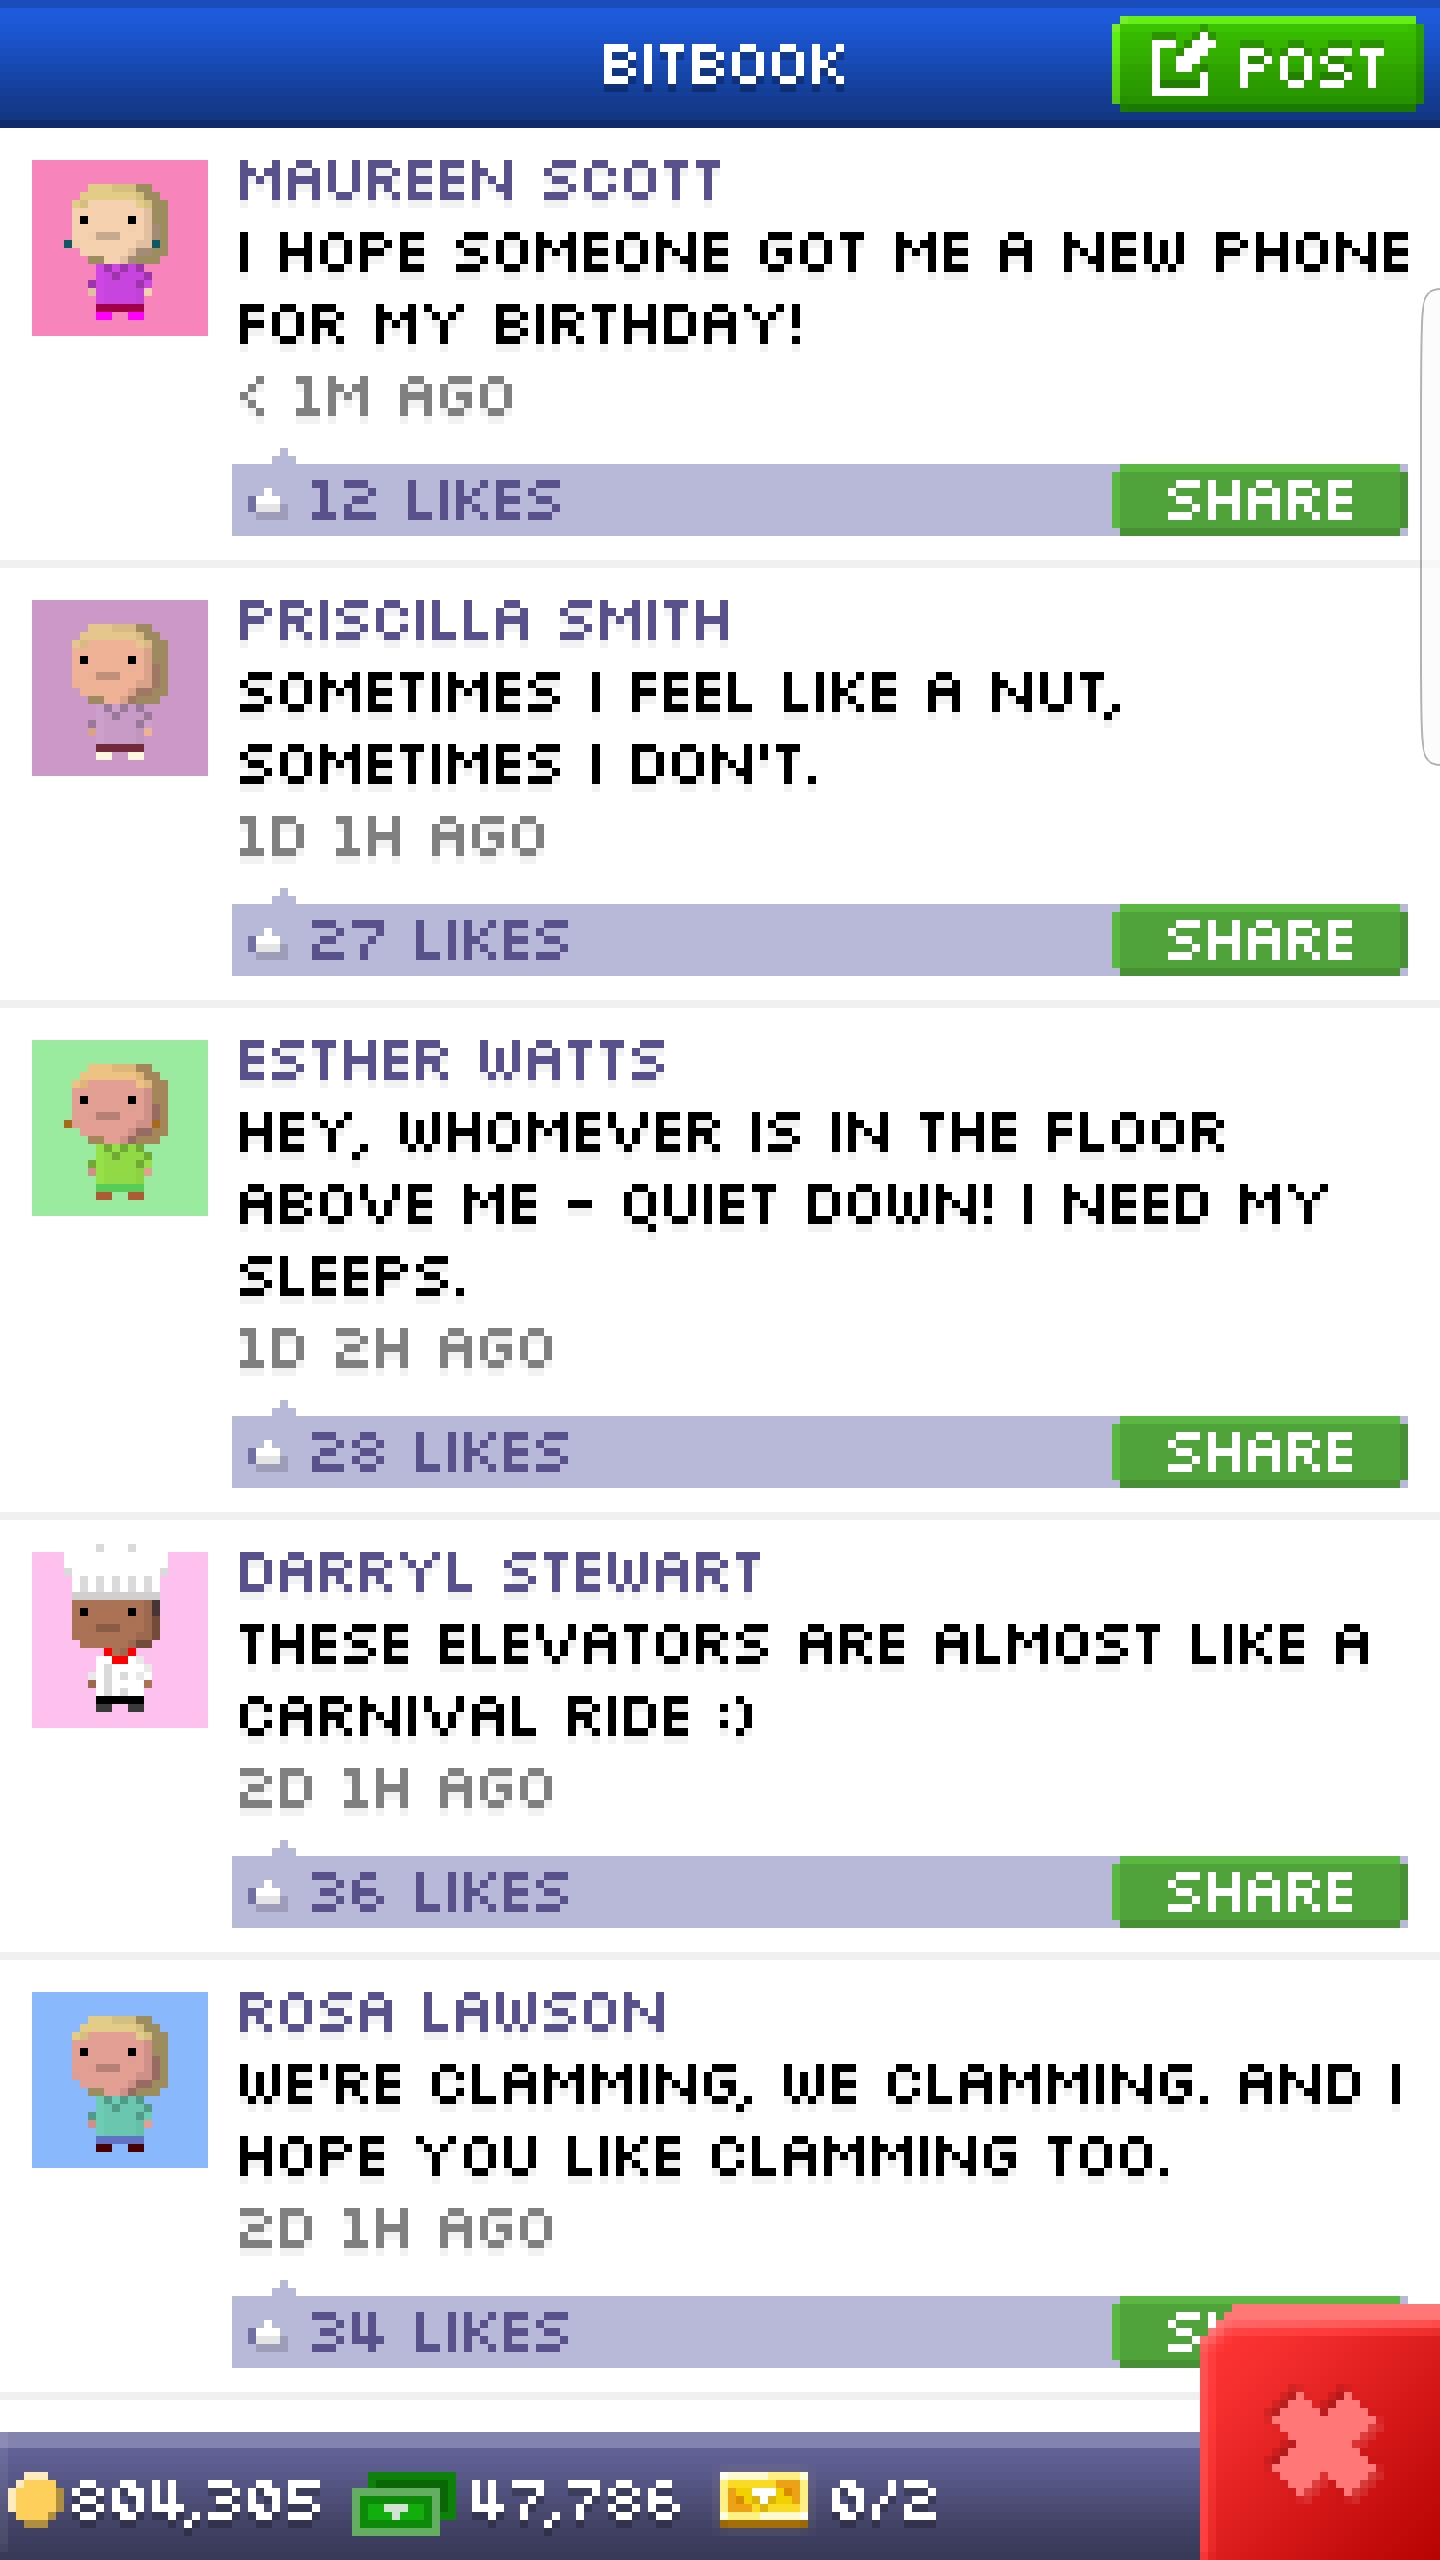 BITBOOK
POST
MAUREEN SCOTT
I HOPE SOMEONE GOT ME A NEW PHONE
FOR MY BIRTHDAY!
< 1M AGO
12 LIKES
SHARE
PRISCILLA SMITH
SOMETIMES I FEEL LIKE A NUT,
SOMETIMES I DON'T.
1D 1H AGO
27 LIKES
SHARE
ESTHER WATTS
HEY, WHOMEVER IS IN THE FLOOR
ABOVE ME - QUIET DOWN! I NEED MY
SLEEPS.
1D 2H AGO
28 LIKES
SHARE
DARRYL STEWART
THESE ELEVATORS ARE ALMOST LIKE A
CARNIVAL RIDE :)
2D 1H AGO
36 LIKES
SHARE
ROSA LAWSON
WE'RE CLAMMING, WE CLAMMING. AND I
HOPE YOU LIKE CLAMMING TOO.
2D 1H AGO
34 LIKES
804,305 47,786 0/2